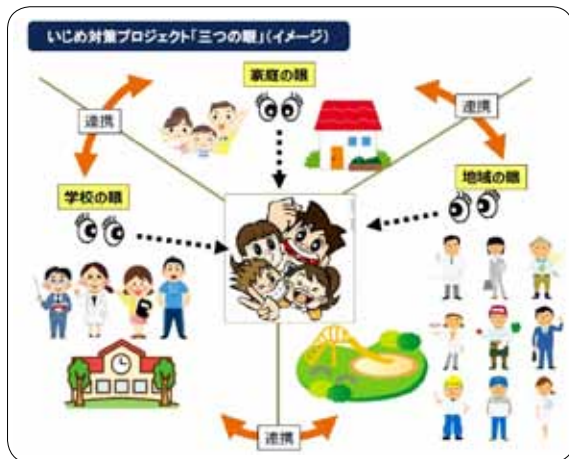 いじめ対策プロジェクト「三つの眼」(イメージ)
家庭の眼
連携
連携
学校の眼
地域の眼
連携